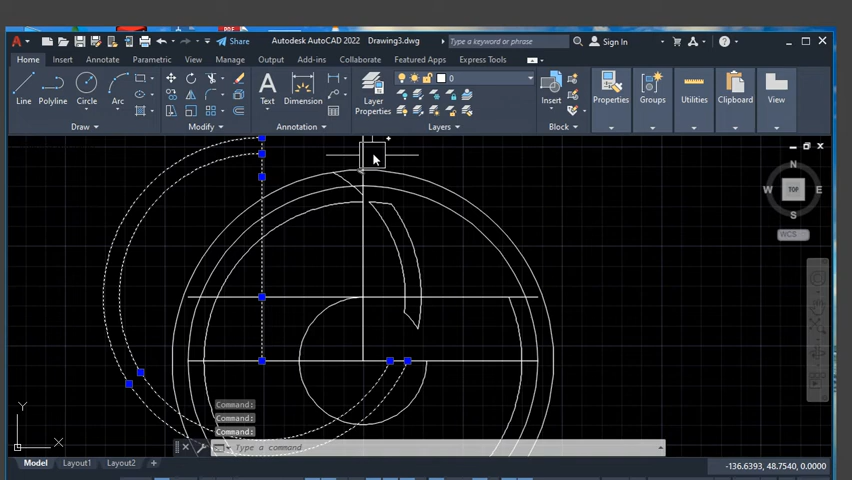 PDF
A Share Autodesk AutoCAD 2022 Drawing3.dwg Type a keyword or phrase Sign In
Home Insert Annotate Parametric View Manage Output Add-ins Collaborate Featured Apps Express Tools
0
Line Polyline Circle Arc A Text Dimension Layer Properties Insert Properties Groups Utilities Clipboard View
Draw Modify Annotation Layers Block
N
W TOP E
S
WCS
Command:
Command:
Command:
Type a command
Y
X
Model Layout1 Layout2 +
-136.6393, 48.7540, 0.0000